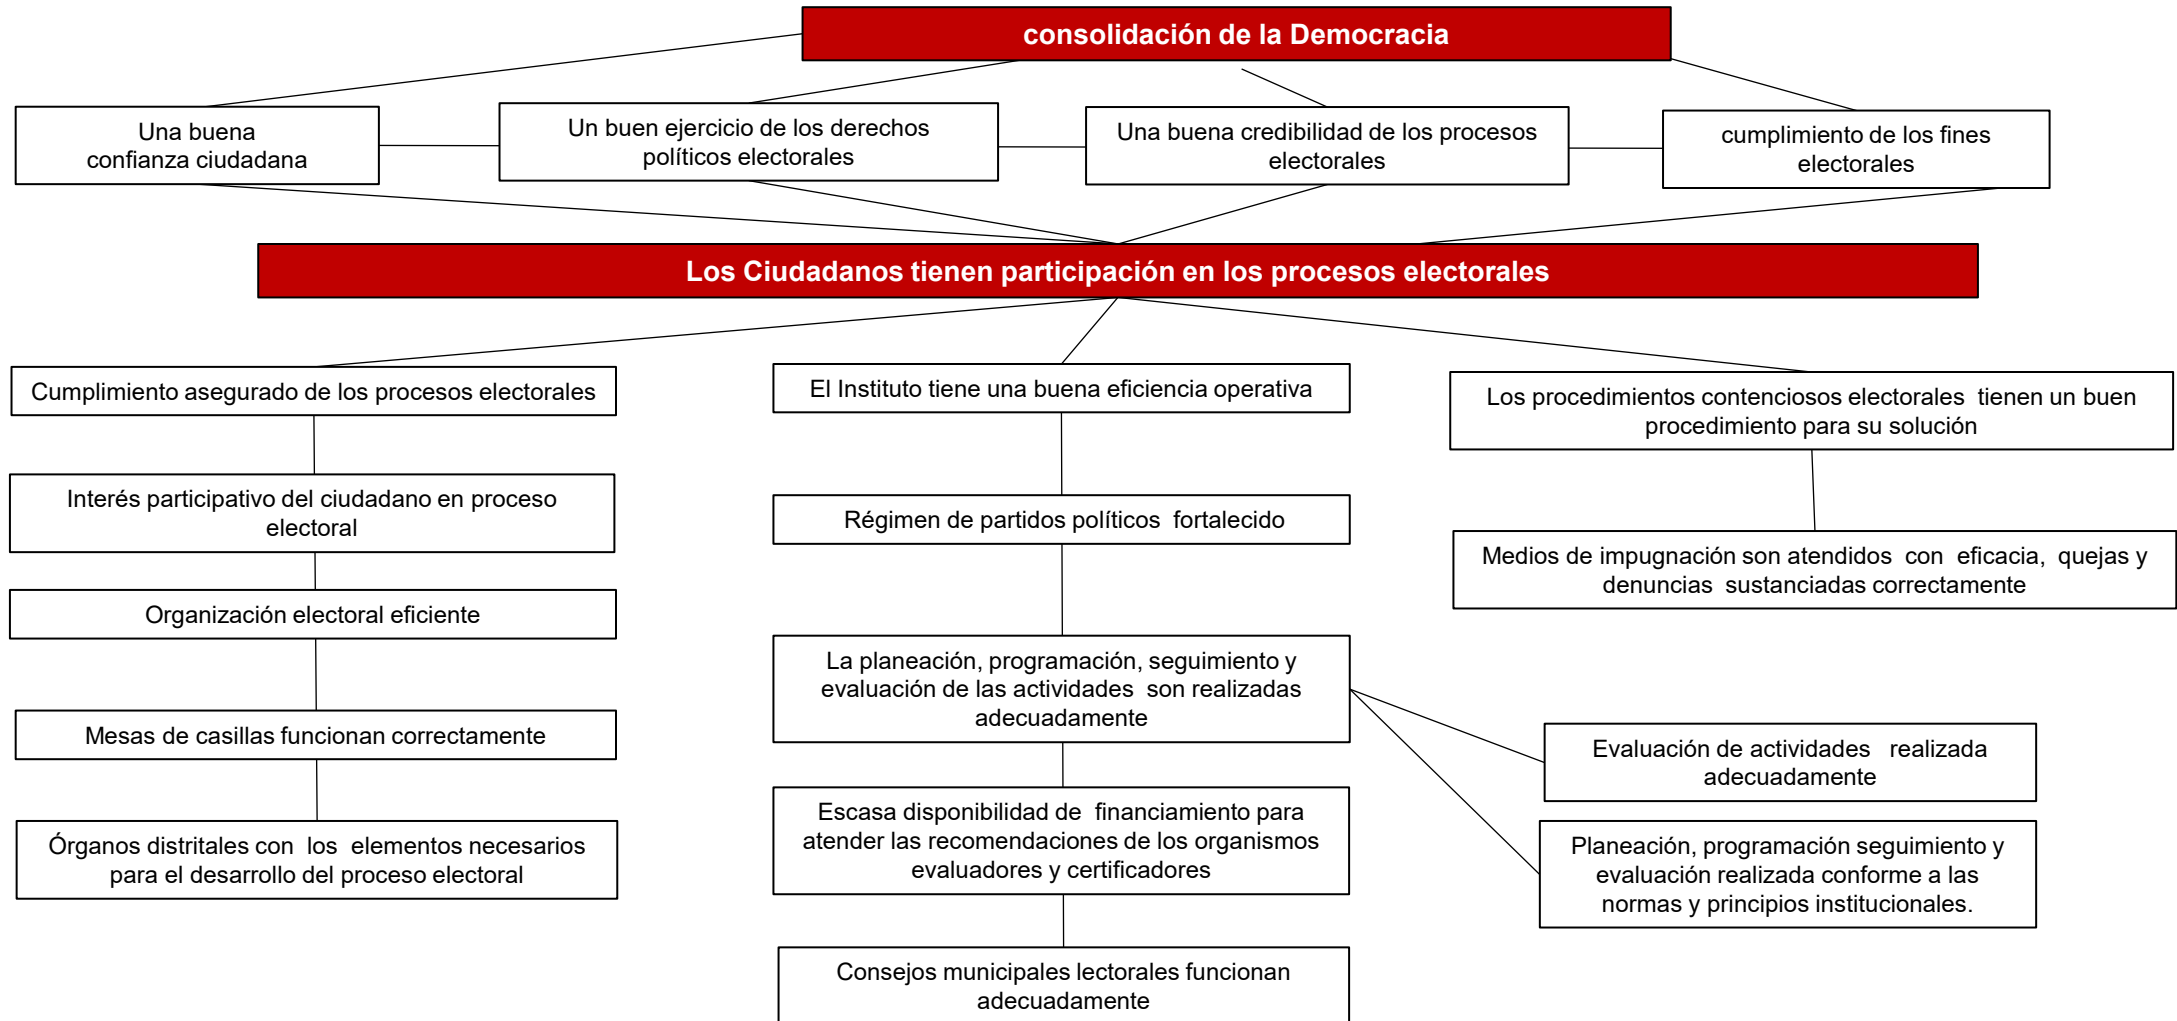 consolidación de la Democracia
Una buena
confianza ciudadana
Un buen ejercicio de los derechos
políticos electorales
Una buena credibilidad de los procesos
electorales
cumplimiento de los fines
electorales
Los Ciudadanos tienen participación en los procesos electorales
Cumplimiento asegurado de los procesos electorales
Interés participativo del ciudadano en proceso
electoral
Organización electoral eficiente
Mesas de casillas funcionan correctamente
Órganos distritales con los elementos necesarios
para el desarrollo del proceso electoral
El Instituto tiene una buena eficiencia operativa
Régimen de partidos políticos fortalecido
La planeación, programación, seguimiento y
evaluación de las actividades son realizadas
adecuadamente
Escasa disponibilidad de financiamiento para
atender las recomendaciones de los organismos
evaluadores y certificadores
Consejos municipales lectorales funcionan
adecuadamente
Los procedimientos contenciosos electorales tienen un buen
procedimiento para su solución
Medios de impugnación son atendidos con eficacia, quejas y
denuncias sustanciadas correctamente
Evaluación de actividades realizada
adecuadamente
Planeación, programación seguimiento y
evaluación realizada conforme a las
normas y principios institucionales.